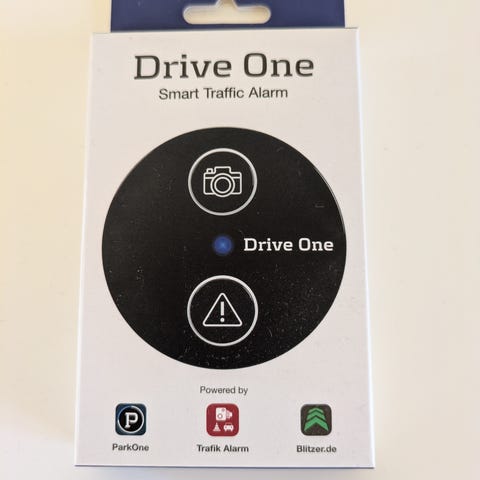 Drive One
Smart Traffic Alarm
Drive One
Powered by
P
ParkOne
Trafik Alarm
Blitzer.de